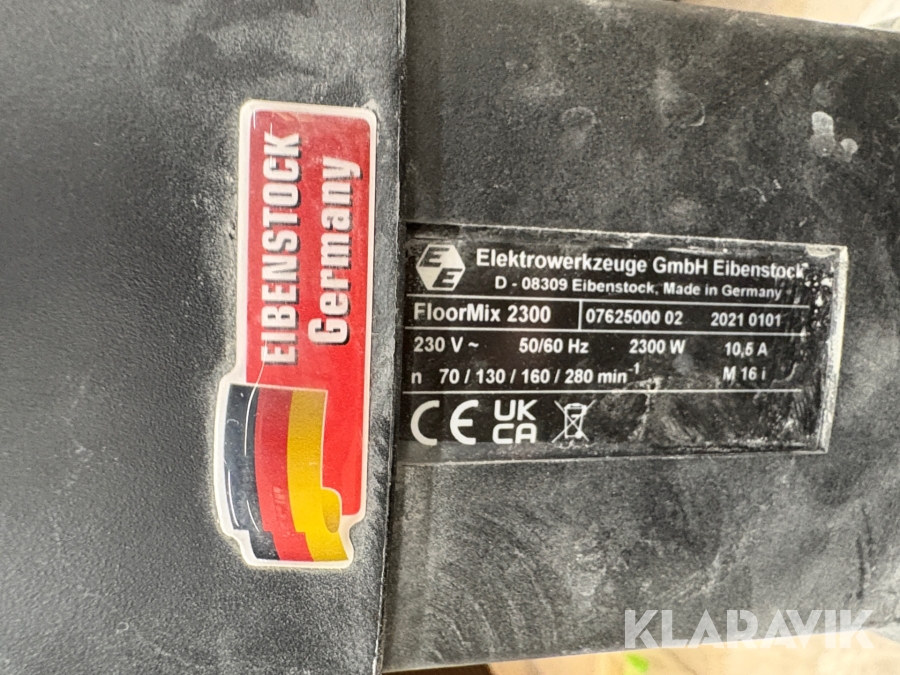 EIBENSTOCK
Germany
EE
Elektrowerkzeuge GmbH Eibenstock
D - 08309 Eibenstock, Made in Germany
FloorMix 2300 07625000 02 2021 0101
230 V ~ 50/60 Hz 2300 W 10,5 A
n 70 / 130 / 160 / 280 min⁻¹ M 16 i
CE UK CA
KLARAVIK